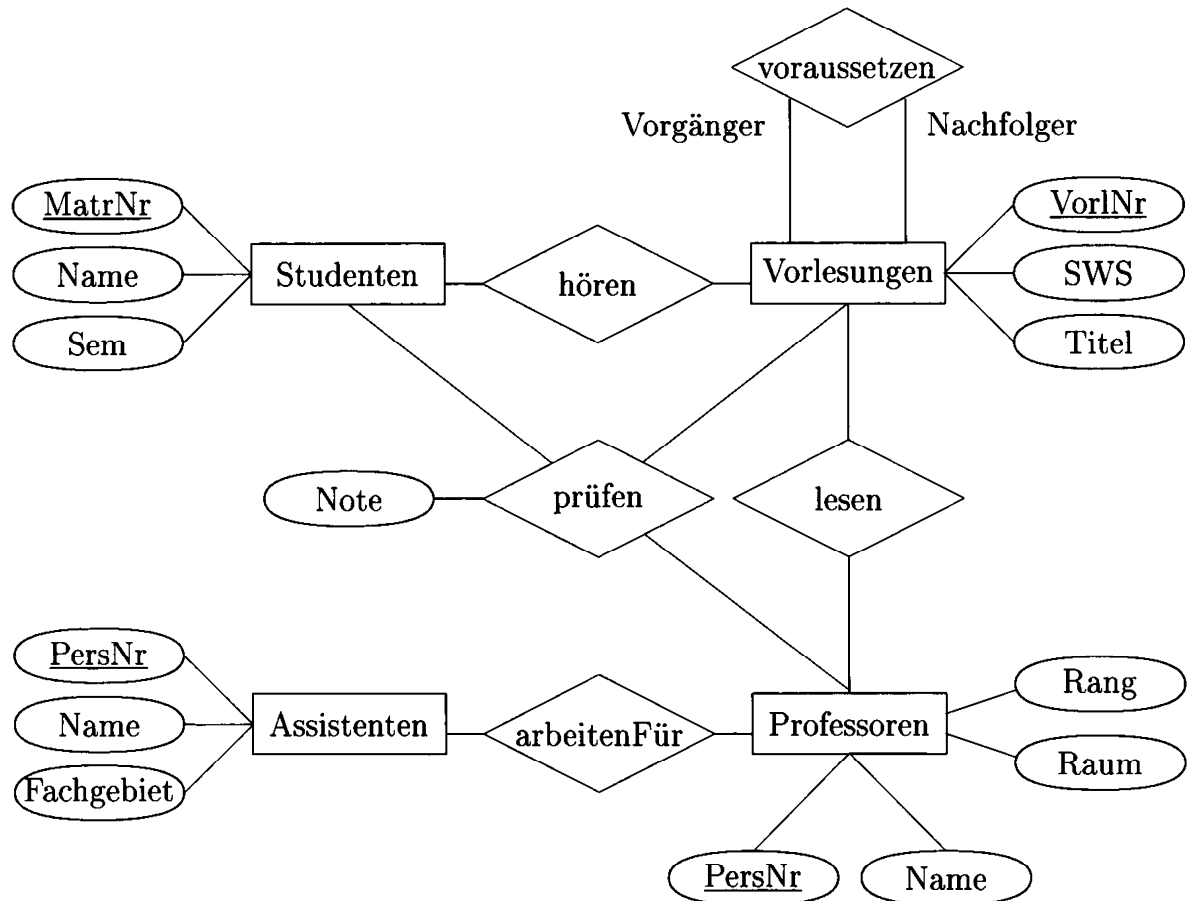 voraussetzen
Vorgänger
Nachfolger
MatrNr
VorlNr
Name
Studenten
hören
Vorlesungen
SWS
Sem
Titel
Note
prüfen
lesen
PersNr
Rang
Name
Assistenten
arbeitenFür
Professoren
Fachgebiet
Raum
PersNr
Name